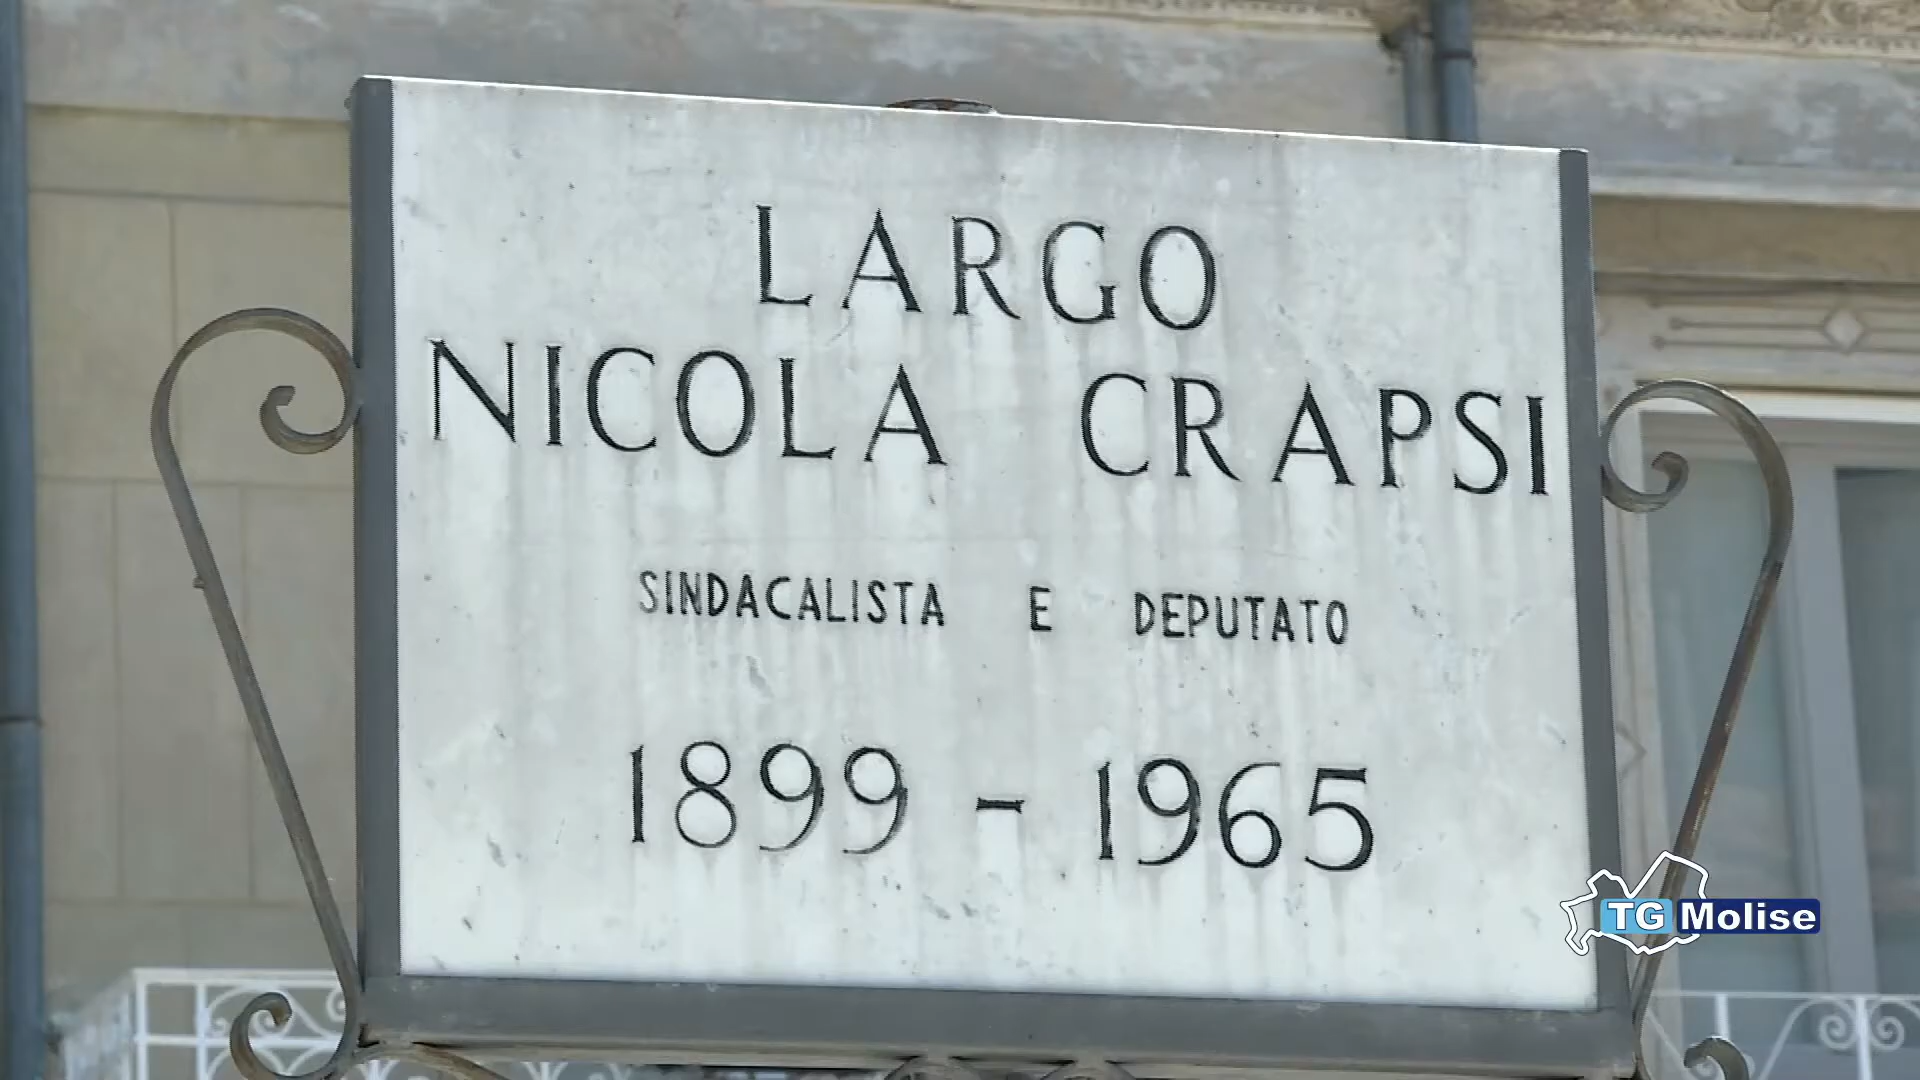 LARGO
NICOLA CRAPSI
SINDACALISTA E DEPUTATO
1899 - 1965
TG Molise